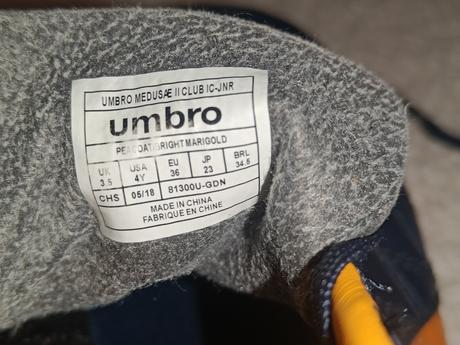 UMBRO MEDUSÆ II CLUB IC-JNR
umbro
PEACOAT/BRIGHT MARIGOLD
UK USA EU JP BRL
3.5 4Y 36 23 34.5
CHS 05/18 81300U-GDN
MADE IN CHINA
FABRIQUE EN CHINE